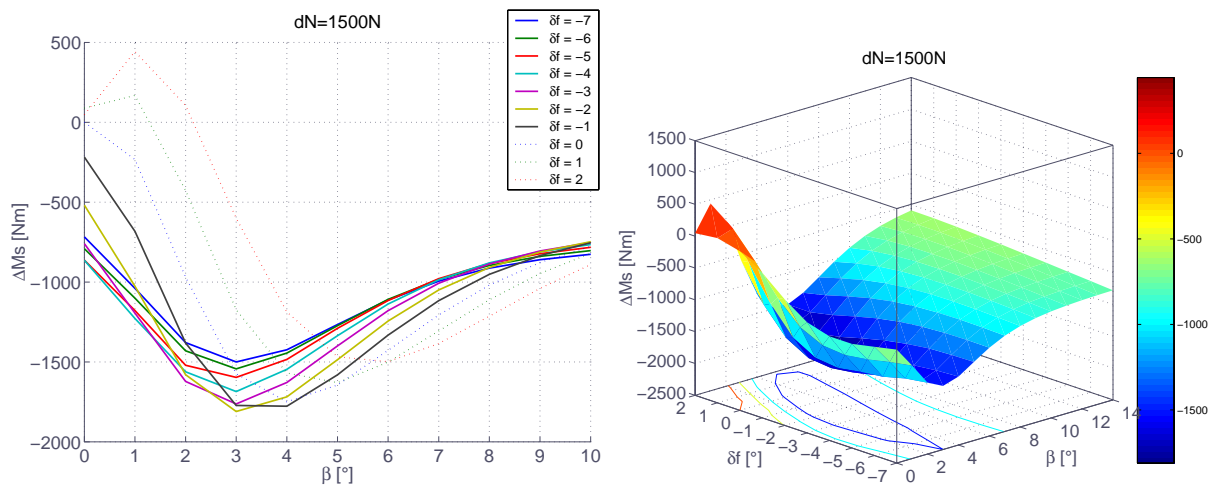 dN=1500N
500
0
−500
−1000
−1500
−2000
ΔMs [Nm]
0 1 2 3 4 5 6 7 8 9 10
β [°]
δf = −7
δf = −6
δf = −5
δf = −4
δf = −3
δf = −2
δf = −1
δf = 0
δf = 1
δf = 2
dN=1500N
1500
1000
500
0
−500
−1000
−1500
−2000
−2500
ΔMs [Nm]
2 1 0 −1 −2 −3 −4 −5 −6 −7
δf [°]
0 2 4 6 8 10 12 14
β [°]
0
−500
−1000
−1500